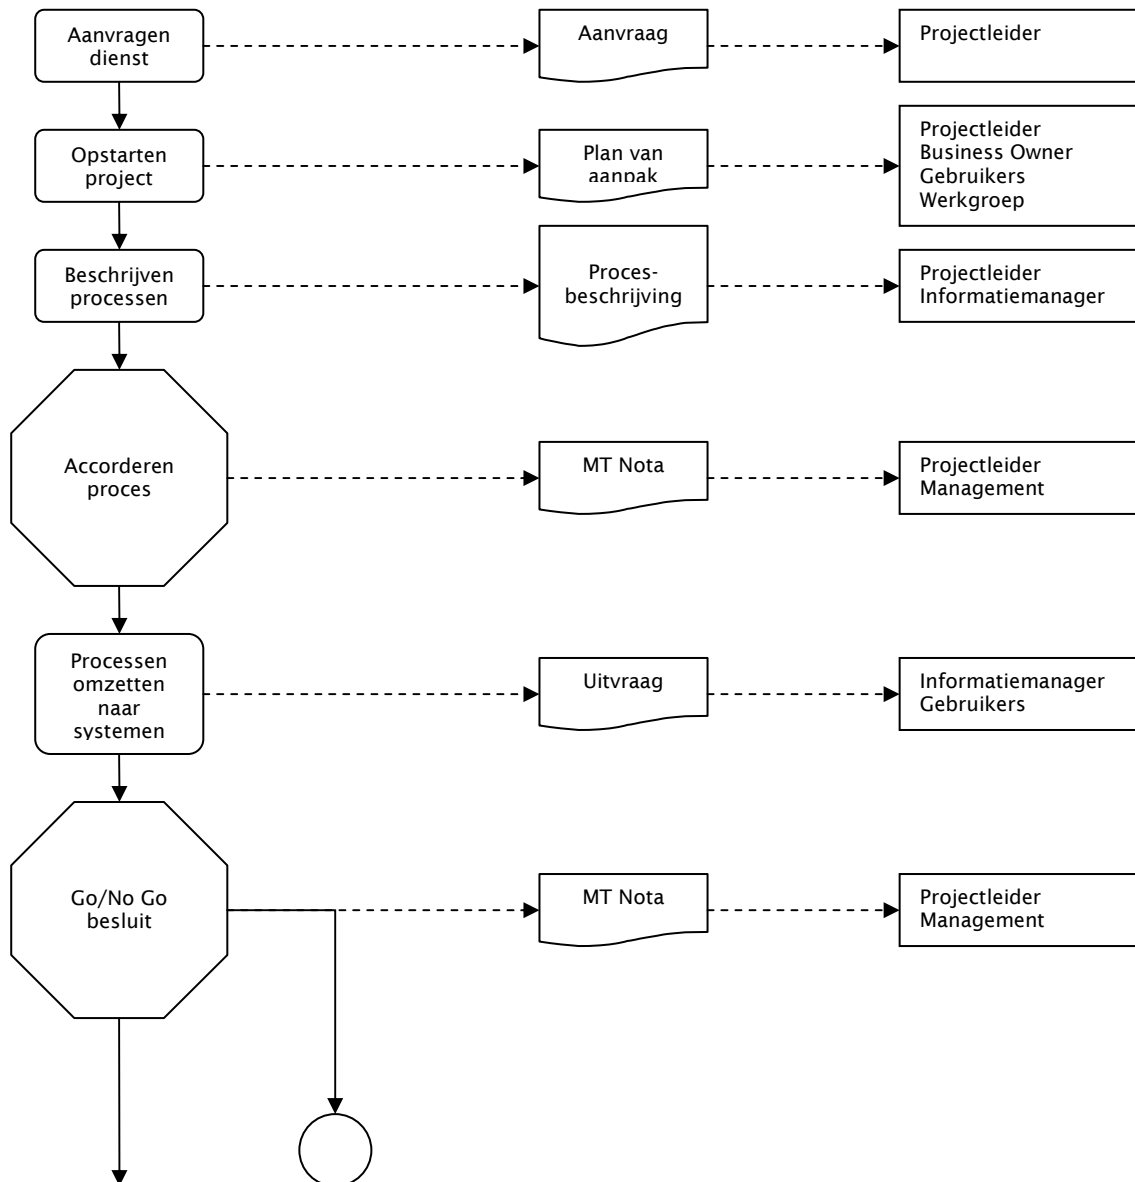 Aanvragen
dienst
Aanvraag
Projectleider
Opstarten
project
Plan van
aanpak
Projectleider
Business Owner
Gebruikers
Werkgroep
Beschrijven
processen
Proces-
beschrijving
Projectleider
Informatiemanager
Accorderen
proces
MT Nota
Projectleider
Management
Processen
omzetten
naar
systemen
Uitvraag
Informatiemanager
Gebruikers
Go/No Go
besluit
MT Nota
Projectleider
Management